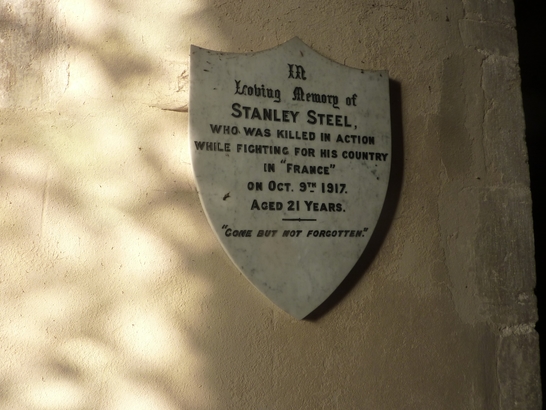 In
Loving Memory of
STANLEY STEEL,
WHO WAS KILLED IN ACTION
WHILE FIGHTING FOR HIS COUNTRY
IN "FRANCE"
ON OCT. 9TH 1917.
AGED 21 YEARS.
"GONE BUT NOT FORGOTTEN."